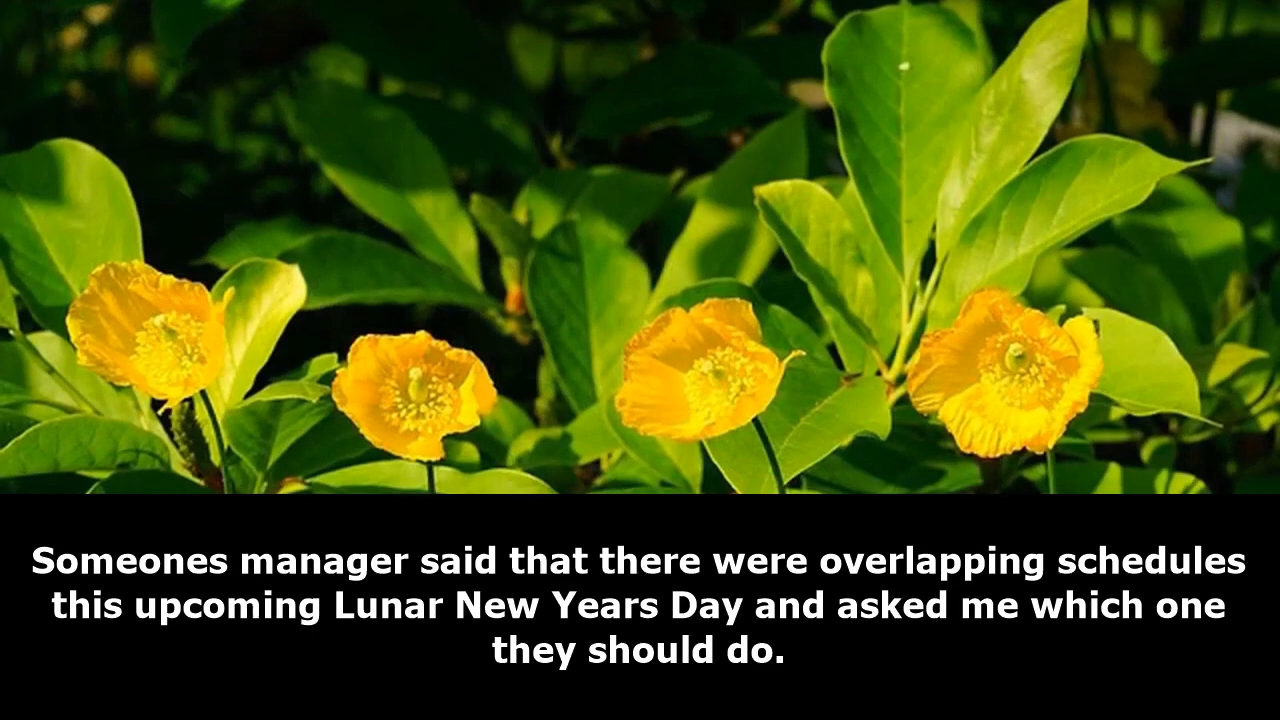 Someones manager said that there were overlapping schedules
this upcoming Lunar New Years Day and asked me which one
they should do.